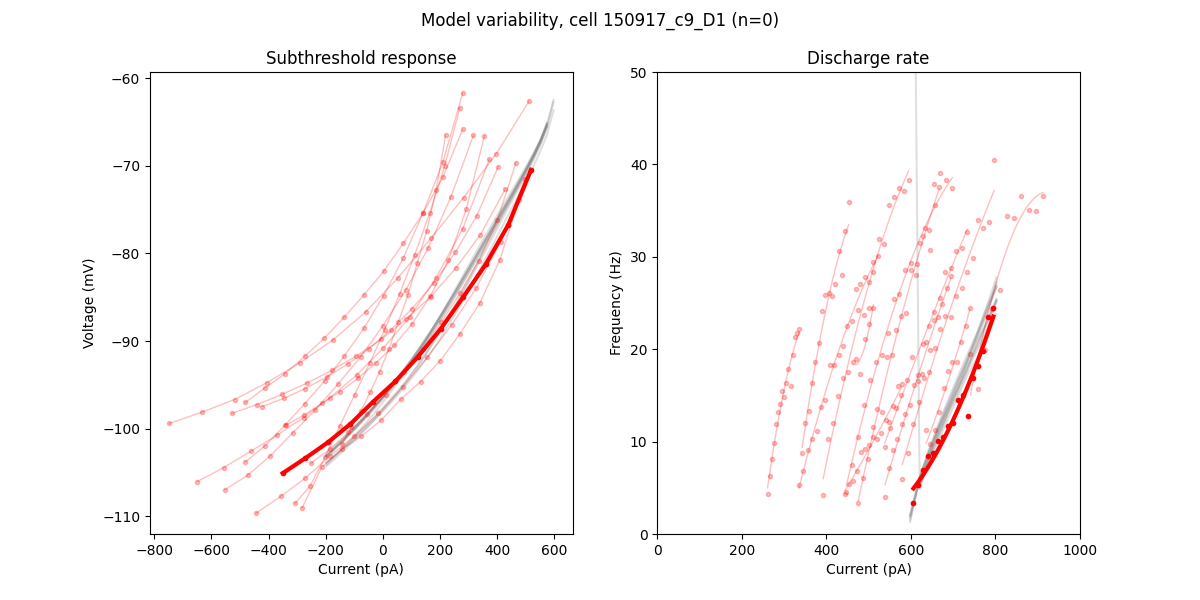 Model variability, cell 150917_c9_D1 (n=0)
Subthreshold response
Discharge rate
−60
−70
−80
−90
−100
−110
Voltage (mV)
−800 −600 −400 −200 0 200 400 600
Current (pA)
50
40
30
20
10
0
Frequency (Hz)
0 200 400 600 800 1000
Current (pA)